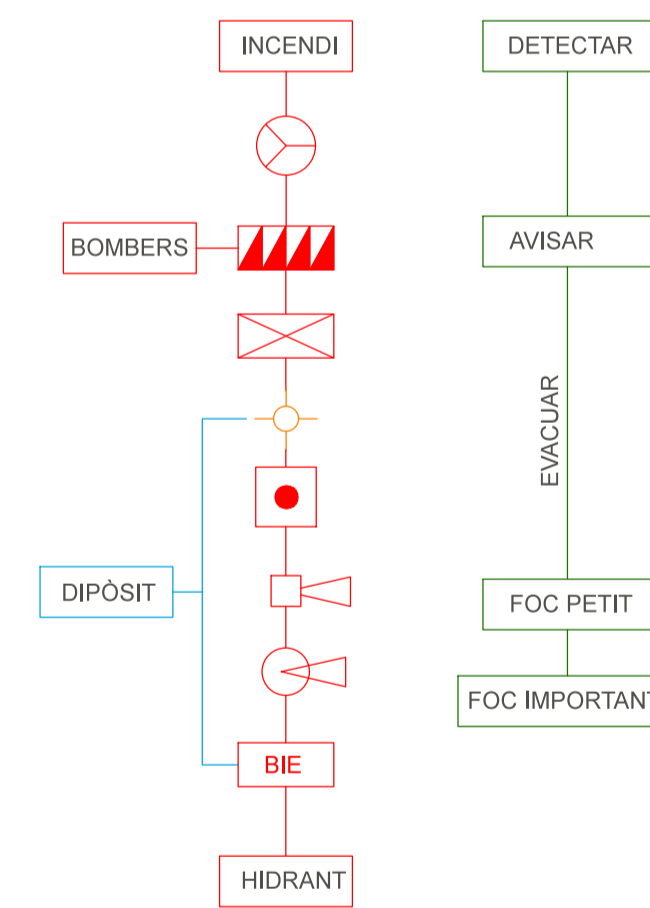 INCENDI
DETECTAR
BOMBERS
AVISAR
EVACUAR
DIPÒSIT
FOC PETIT
FOC IMPORTANT
BIE
HIDRANT